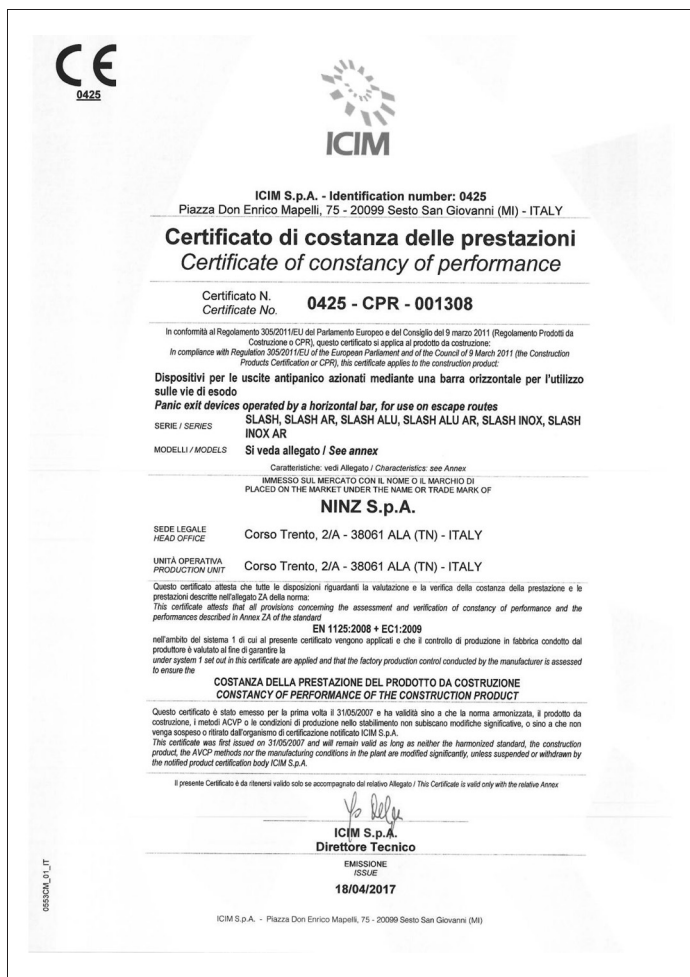 CE
0425
ICIM
ICIM S.p.A. - Identification number: 0425
Piazza Don Enrico Mapelli, 75 - 20099 Sesto San Giovanni (MI) - ITALY
Certificato di costanza delle prestazioni
Certificate of constancy of performance
Certificato N.
Certificate No.
0425 - CPR - 001308
In conformità al Regolamento 305/2011/EU del Parlamento Europeo e del Consiglio del 9 marzo 2011 (Regolamento Prodotti da
Costruzione o CPR), questo certificato si applica al prodotto da costruzione:
In compliance with Regulation 305/2011/EU of the European Parliament and of the Council of 9 March 2011 (the Construction
Products Certification or CPR), this certificate applies to the construction product:
Dispositivi per le uscite antipanico azionati mediante una barra orizzontale per l'utilizzo
sulle vie di esodo
Panic exit devices operated by a horizontal bar, for use on escape routes
SERIE / SERIES
SLASH, SLASH AR, SLASH ALU, SLASH ALU AR, SLASH INOX, SLASH
INOX AR
MODELLI / MODELS
Si veda allegato / See annex
Caratteristiche: vedi Allegato / Characteristics: see Annex
IMMESSO SUL MERCATO CON IL NOME O IL MARCHIO DI
PLACED ON THE MARKET UNDER THE NAME OR TRADE MARK OF
NINZ S.p.A.
SEDE LEGALE
HEAD OFFICE
Corso Trento, 2/A - 38061 ALA (TN) - ITALY
UNITÀ OPERATIVA
PRODUCTION UNIT
Corso Trento, 2/A - 38061 ALA (TN) - ITALY
Questo certificato attesta che tutte le disposizioni riguardanti la valutazione e la verifica della costanza della prestazione e le
prestazioni descritte nell'allegato ZA della norma:
This certificate attests that all provisions concerning the assessment and verification of constancy of performance and the
performances described in Annex ZA of the standard
EN 1125:2008 + EC1:2009
nell'ambito del sistema 1 di cui al presente certificato vengono applicati e che il controllo di produzione in fabbrica condotto dal
produttore è valutato al fine di garantire la
under system 1 set out in this certificate are applied and that the factory production control conducted by the manufacturer is assessed
to ensure the
COSTANZA DELLA PRESTAZIONE DEL PRODOTTO DA COSTRUZIONE
CONSTANCY OF PERFORMANCE OF THE CONSTRUCTION PRODUCT
Questo certificato è stato emesso per la prima volta il 31/05/2007 e ha validità sino a che la norma armonizzata, il prodotto da
costruzione, i metodi ACVP o le condizioni di produzione nello stabilimento non subiscano modifiche significative, o sino a che non
venga sospeso o ritirato dall'organismo di certificazione notificato ICIM S.p.A.
This certificate was first issued on 31/05/2007 and will remain valid as long as neither the harmonized standard, the construction
product, the AVCP methods nor the manufacturing conditions in the plant are modified significantly, unless suspended or withdrawn by
the notified product certification body ICIM S.p.A.
Il presente Certificato è da ritenersi valido solo se accompagnato dal relativo Allegato / This Certificate is valid only with the relative Annex
ICIM S.p.A.
Direttore Tecnico
EMISSIONE
ISSUE
18/04/2017
0553CM_01_IT
ICIM S.p.A. - Piazza Don Enrico Mapelli, 75 - 20099 Sesto San Giovanni (MI)